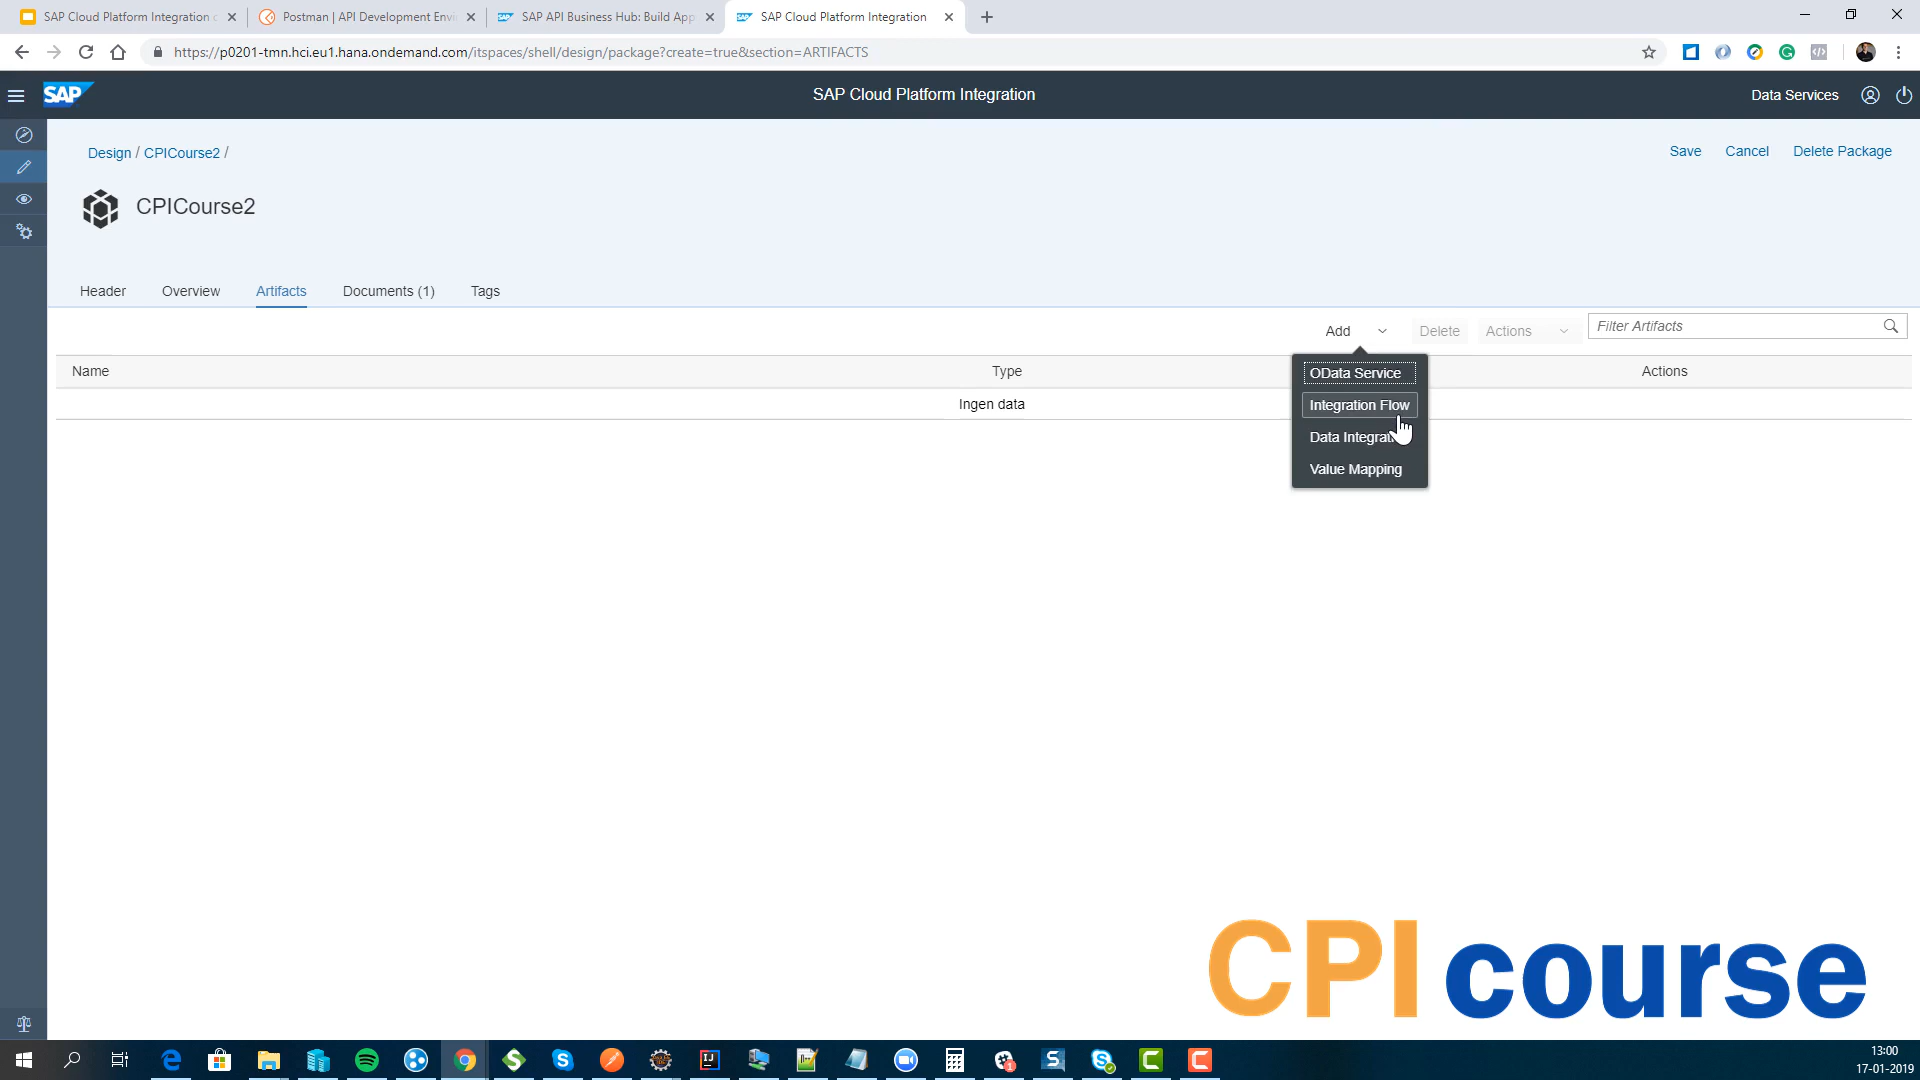 SAP Cloud Platform Integration c
Postman | API Development Envi
SAP API Business Hub: Build App
SAP Cloud Platform Integration
https://p0201-tmn.hci.eu1.hana.ondemand.com/itspaces/shell/design/package?create=true&section=ARTIFACTS
SAP
SAP Cloud Platform Integration
Data Services
Design / CPICourse2 /
Save
Cancel
Delete Package
CPICourse2
Header
Overview
Artifacts
Documents (1)
Tags
Add
Delete
Actions
Filter Artifacts
Name
Type
Actions
Ingen data
OData Service
Integration Flow
Data Integrat
Value Mapping
CPI course
13:00
17-01-2019